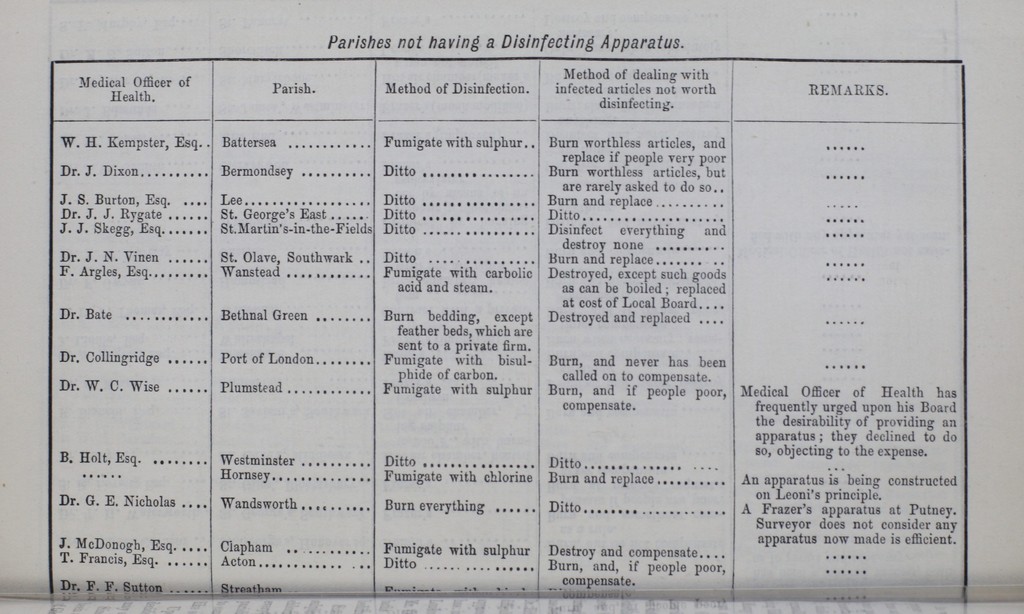 Parishes not having a Disinfecting Apparatus.
Medical Officer of Health. | Parish. | Method of Disinfection. | Method of dealing with infected articles not worth disinfecting. | REMARKS.
W. H. Kempster, Esq.. | Battersea ............ | Fumigate with sulphur.. | Burn worthless articles, and replace if people very poor | ......
Dr. J. Dixon.......... | Bermondsey .......... | Ditto .............. | Burn worthless articles, but are rarely asked to do so.. | ......
J. S. Burton, Esq. .... | Lee.................. | Ditto .............. | Burn and replace .......... | .....
Dr. J. J. Rygate ...... | St. George's East ..... | Ditto .............. | Ditto.................... | ......
J. J. Skegg, Esq....... | St.Martin's-in-the-Fields | Ditto .............. | Disinfect everything and destroy none .......... | ......
Dr. J. N. Vinen ...... | St. Olave, Southwark .. | Ditto .............. | Burn and replace.......... | ......
F. Argles, Esq......... | Wanstead ............ | Fumigate with carbolic acid and steam. | Destroyed, except such goods as can be boiled; replaced at cost of Local Board.... | ......
Dr. Bate ............ | Bethnal Green ........ | Burn bedding, except feather beds, which are sent to a private firm. | Destroyed and replaced .... | ......
Dr. Collingridge ...... | Port of London........ | Fumigate with bisulphide of carbon. | Burn, and never has been called on to compensate. | ......
Dr. W. C. Wise ...... | Plumstead ............ | Fumigate with sulphur | Burn, and if people poor, compensate. | Medical Officer of Health has frequently urged upon his Board the desirability of providing an apparatus; they declined to do so, objecting to the expense.
B. Holt, Esq. ........ | Westminster .......... | Ditto .............. | Ditto.................... | ...
...... | Hornsey.............. | Fumigate with chlorine | Burn and replace.......... | An apparatus is being constructed on Leoni's principle.
Dr. G. E. Nicholas .... | Wandsworth .......... | Burn everything ...... | Ditto.................... | A Frazer's apparatus at Putney. Surveyor does not consider any apparatus now made is efficient.
J. McDonogh, Esq..... | Clapham ............ | Fumigate with sulphur | Destroy and compensate.... | ......
T. Francis, Esq. ...... | Acton................ | Ditto .............. | Burn, and, if people poor, compensate. | ......
Dr. F. F. Sutton ...... | Streatham